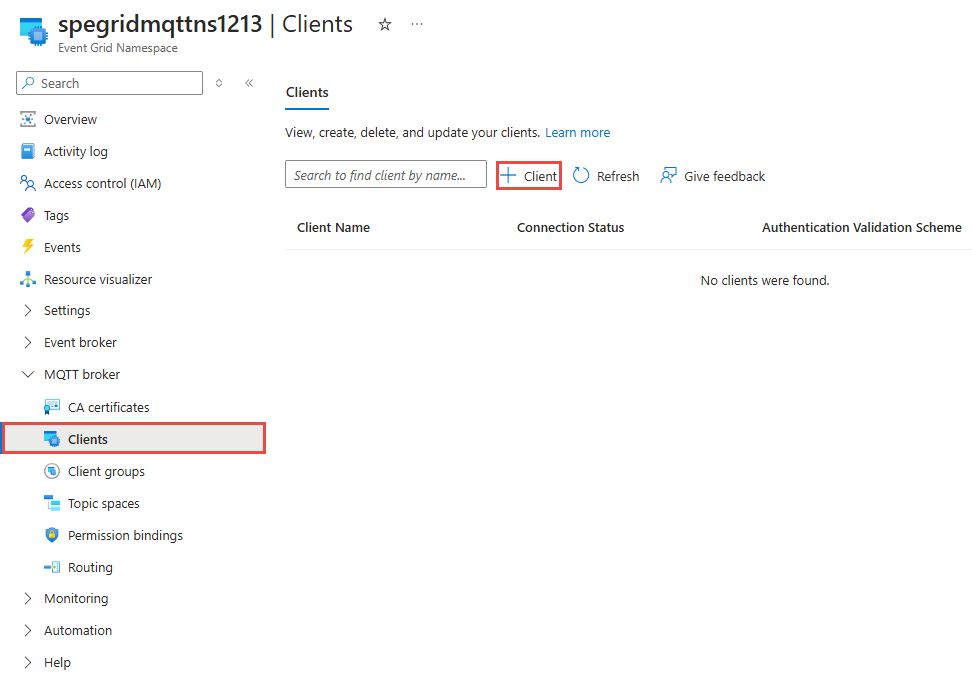 spegridmqttns1213 | Clients
Event Grid Namespace
Search
Overview
Activity log
Access control (IAM)
Tags
Events
Resource visualizer
Settings
Event broker
MQTT broker
CA certificates
Clients
Client groups
Topic spaces
Permission bindings
Routing
Monitoring
Automation
Help
Clients
View, create, delete, and update your clients. Learn more
Search to find client by name... Client Refresh Give feedback
Client Name Connection Status Authentication Validation Scheme
No clients were found.